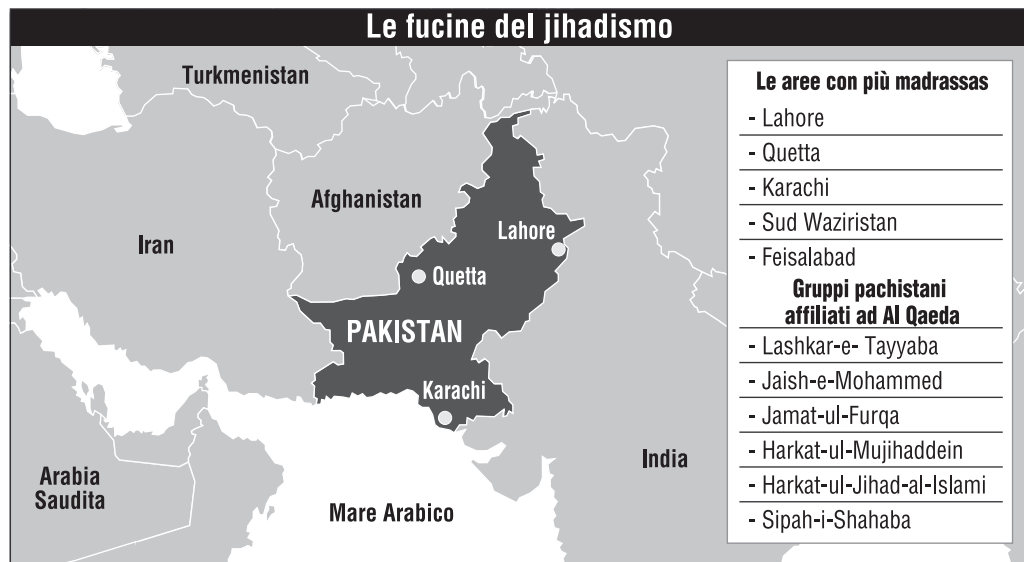 Le fucine del jihadismo
Turkmenistan
Afghanistan
Iran
Lahore
Quetta
PAKISTAN
Karachi
India
Arabia
Saudita
Mare Arabico
Le aree con più madrassas
- Lahore
- Quetta
- Karachi
- Sud Waziristan
- Feisalabad
Gruppi pachistani
affiliati ad Al Qaeda
- Lashkar-e- Tayyaba
- Jaish-e-Mohammed
- Jamat-ul-Furqa
- Harkat-ul-Mujihaddein
- Harkat-ul-Jihad-al-Islami
- Sipah-i-Shahaba